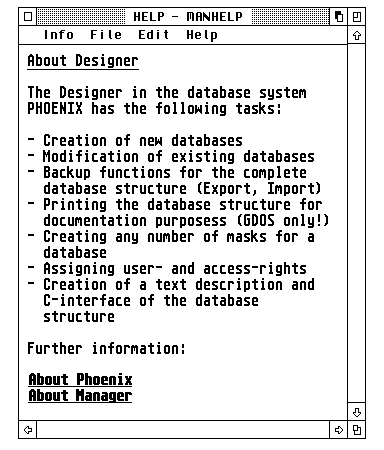 HELP - MANHELP
Info File Edit Help
About Designer
The Designer in the database system
PHOENIX has the following tasks:
- Creation of new databases
- Modification of existing databases
- Backup functions for the complete
database structure (Export, Import)
- Printing the database structure for
documentation purposess (GDOS only!)
- Creating any number of masks for a
database
- Assigning user- and access-rights
- Creation of a text description and
C-interface of the database
structure
Further information:
About Phoenix
About Manager